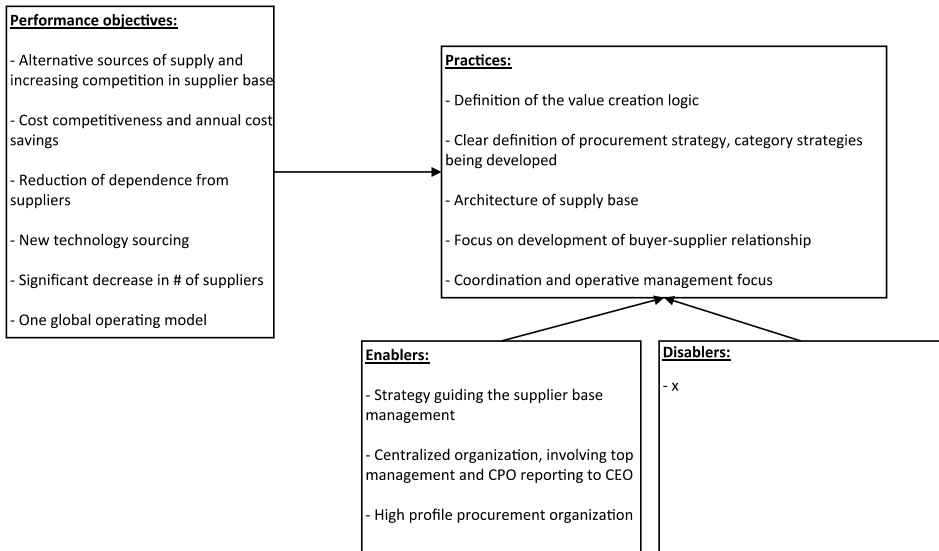 Performance objectives:
- Alternative sources of supply and
increasing competition in supplier base
- Cost competitiveness and annual cost
savings
- Reduction of dependence from
suppliers
- New technology sourcing
- Significant decrease in # of suppliers
- One global operating model
Practices:
- Definition of the value creation logic
- Clear definition of procurement strategy, category strategies
being developed
- Architecture of supply base
- Focus on development of buyer-supplier relationship
- Coordination and operative management focus
Enablers:
- Strategy guiding the supplier base
management
- Centralized organization, involving top
management and CPO reporting to CEO
- High profile procurement organization
Disablers:
- x